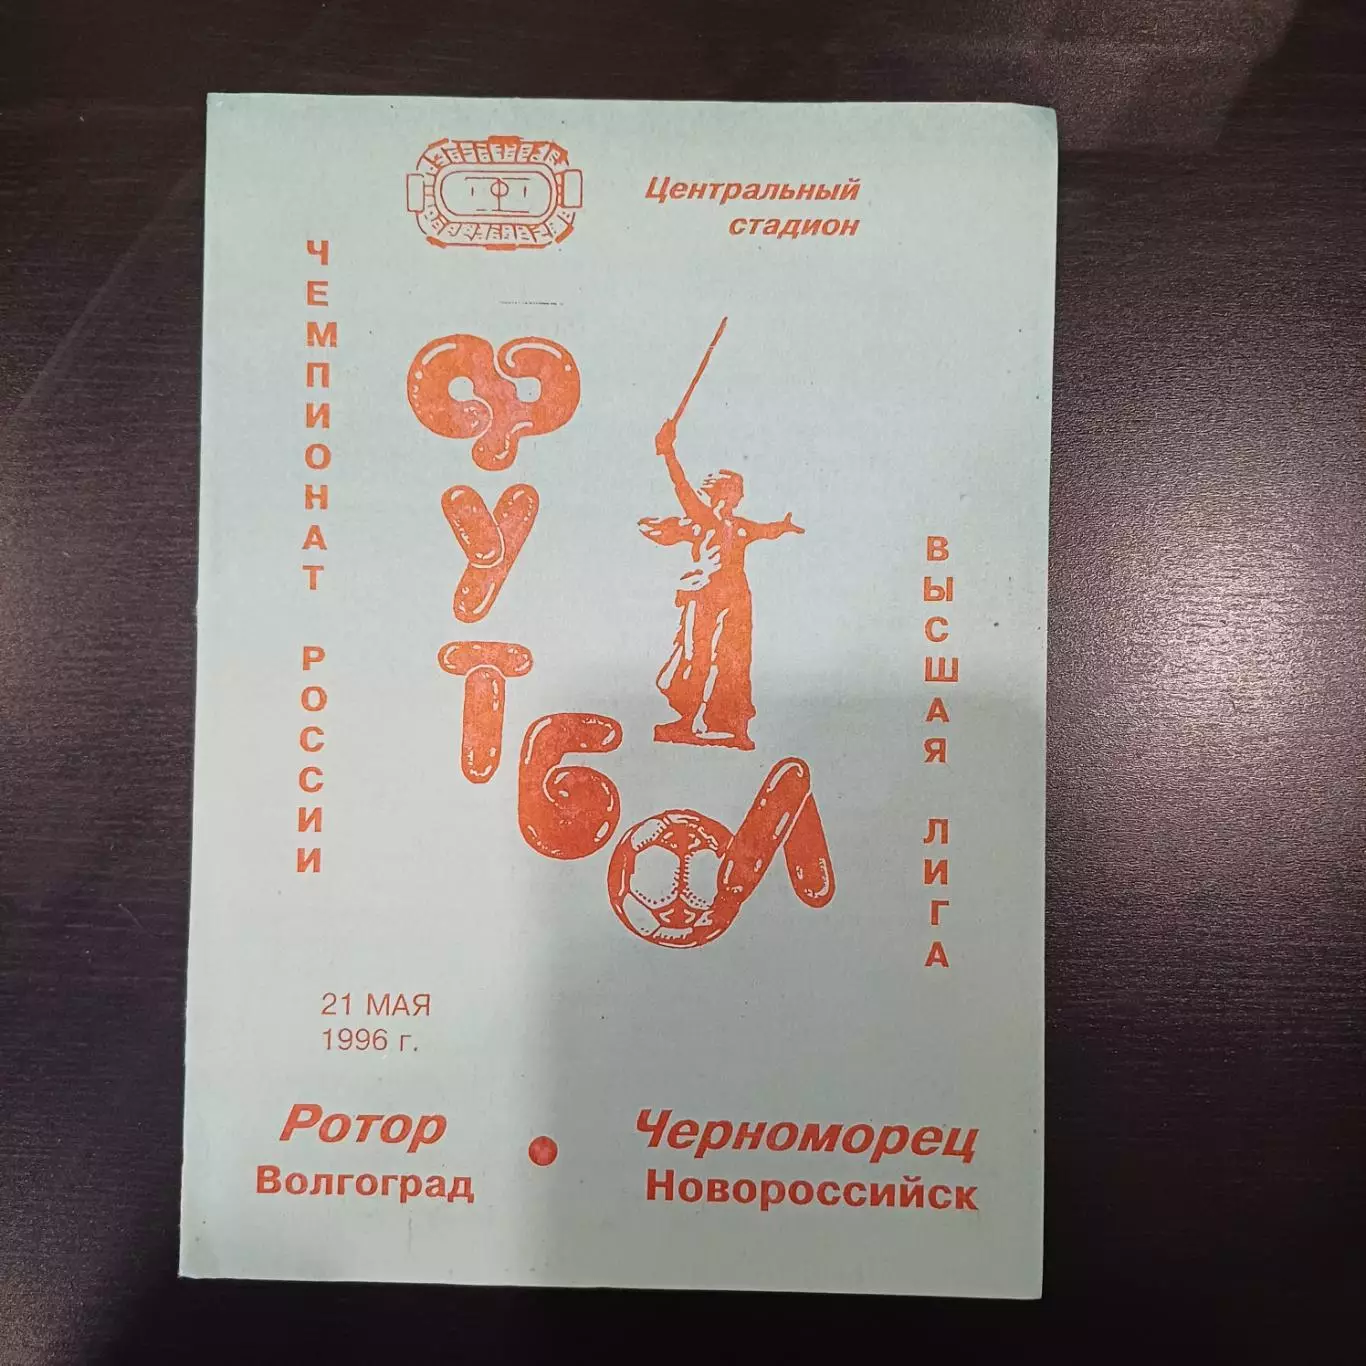 Центральный
стадион
ЧЕМПИОНАТ РОССИИ
ФУТБОЛ
ВЫСШАЯ ЛИГА
21 МАЯ
1996 г.
Ротор
Волгоград
Черноморец
Новороссийск